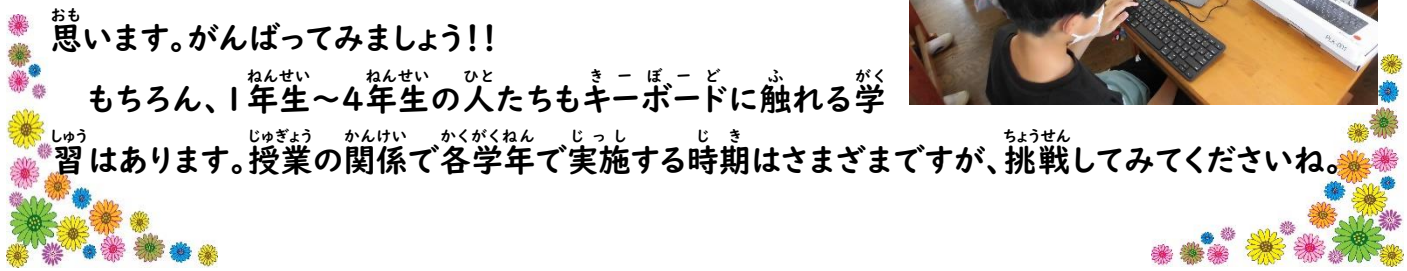 思います。がんばってみましょう!!
もちろん、1年生~4年生の人たちもキーボードに触れる学
習はあります。授業の関係で各学年で実施する時期はさまざまですが、挑戦してみてくださいね。